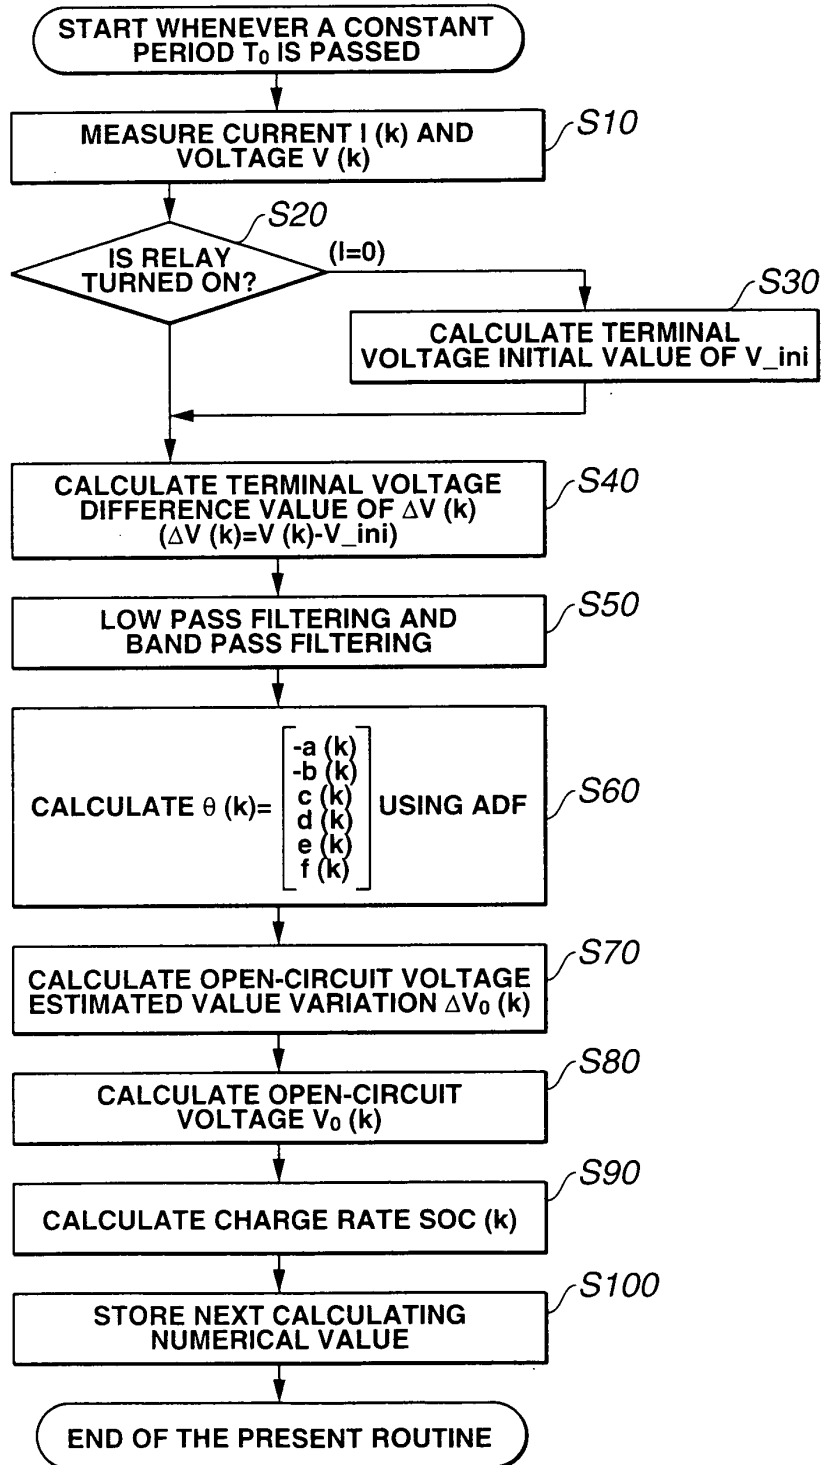 START WHENEVER A CONSTANT
PERIOD T₀ IS PASSED
S10
MEASURE CURRENT I (k) AND
VOLTAGE V (k)
S20
IS RELAY
TURNED ON?
(I=0)
S30
CALCULATE TERMINAL
VOLTAGE INITIAL VALUE OF V_ini
S40
CALCULATE TERMINAL VOLTAGE
DIFFERENCE VALUE OF ΔV (k)
(ΔV (k)=V (k)-V_ini)
S50
LOW PASS FILTERING AND
BAND PASS FILTERING
S60
CALCULATE θ (k)=
-a (k)
-b (k)
c (k)
d (k)
e (k)
f (k)
USING ADF
S70
CALCULATE OPEN-CIRCUIT VOLTAGE
ESTIMATED VALUE VARIATION ΔV₀ (k)
S80
CALCULATE OPEN-CIRCUIT
VOLTAGE V₀ (k)
S90
CALCULATE CHARGE RATE SOC (k)
S100
STORE NEXT CALCULATING
NUMERICAL VALUE
END OF THE PRESENT ROUTINE